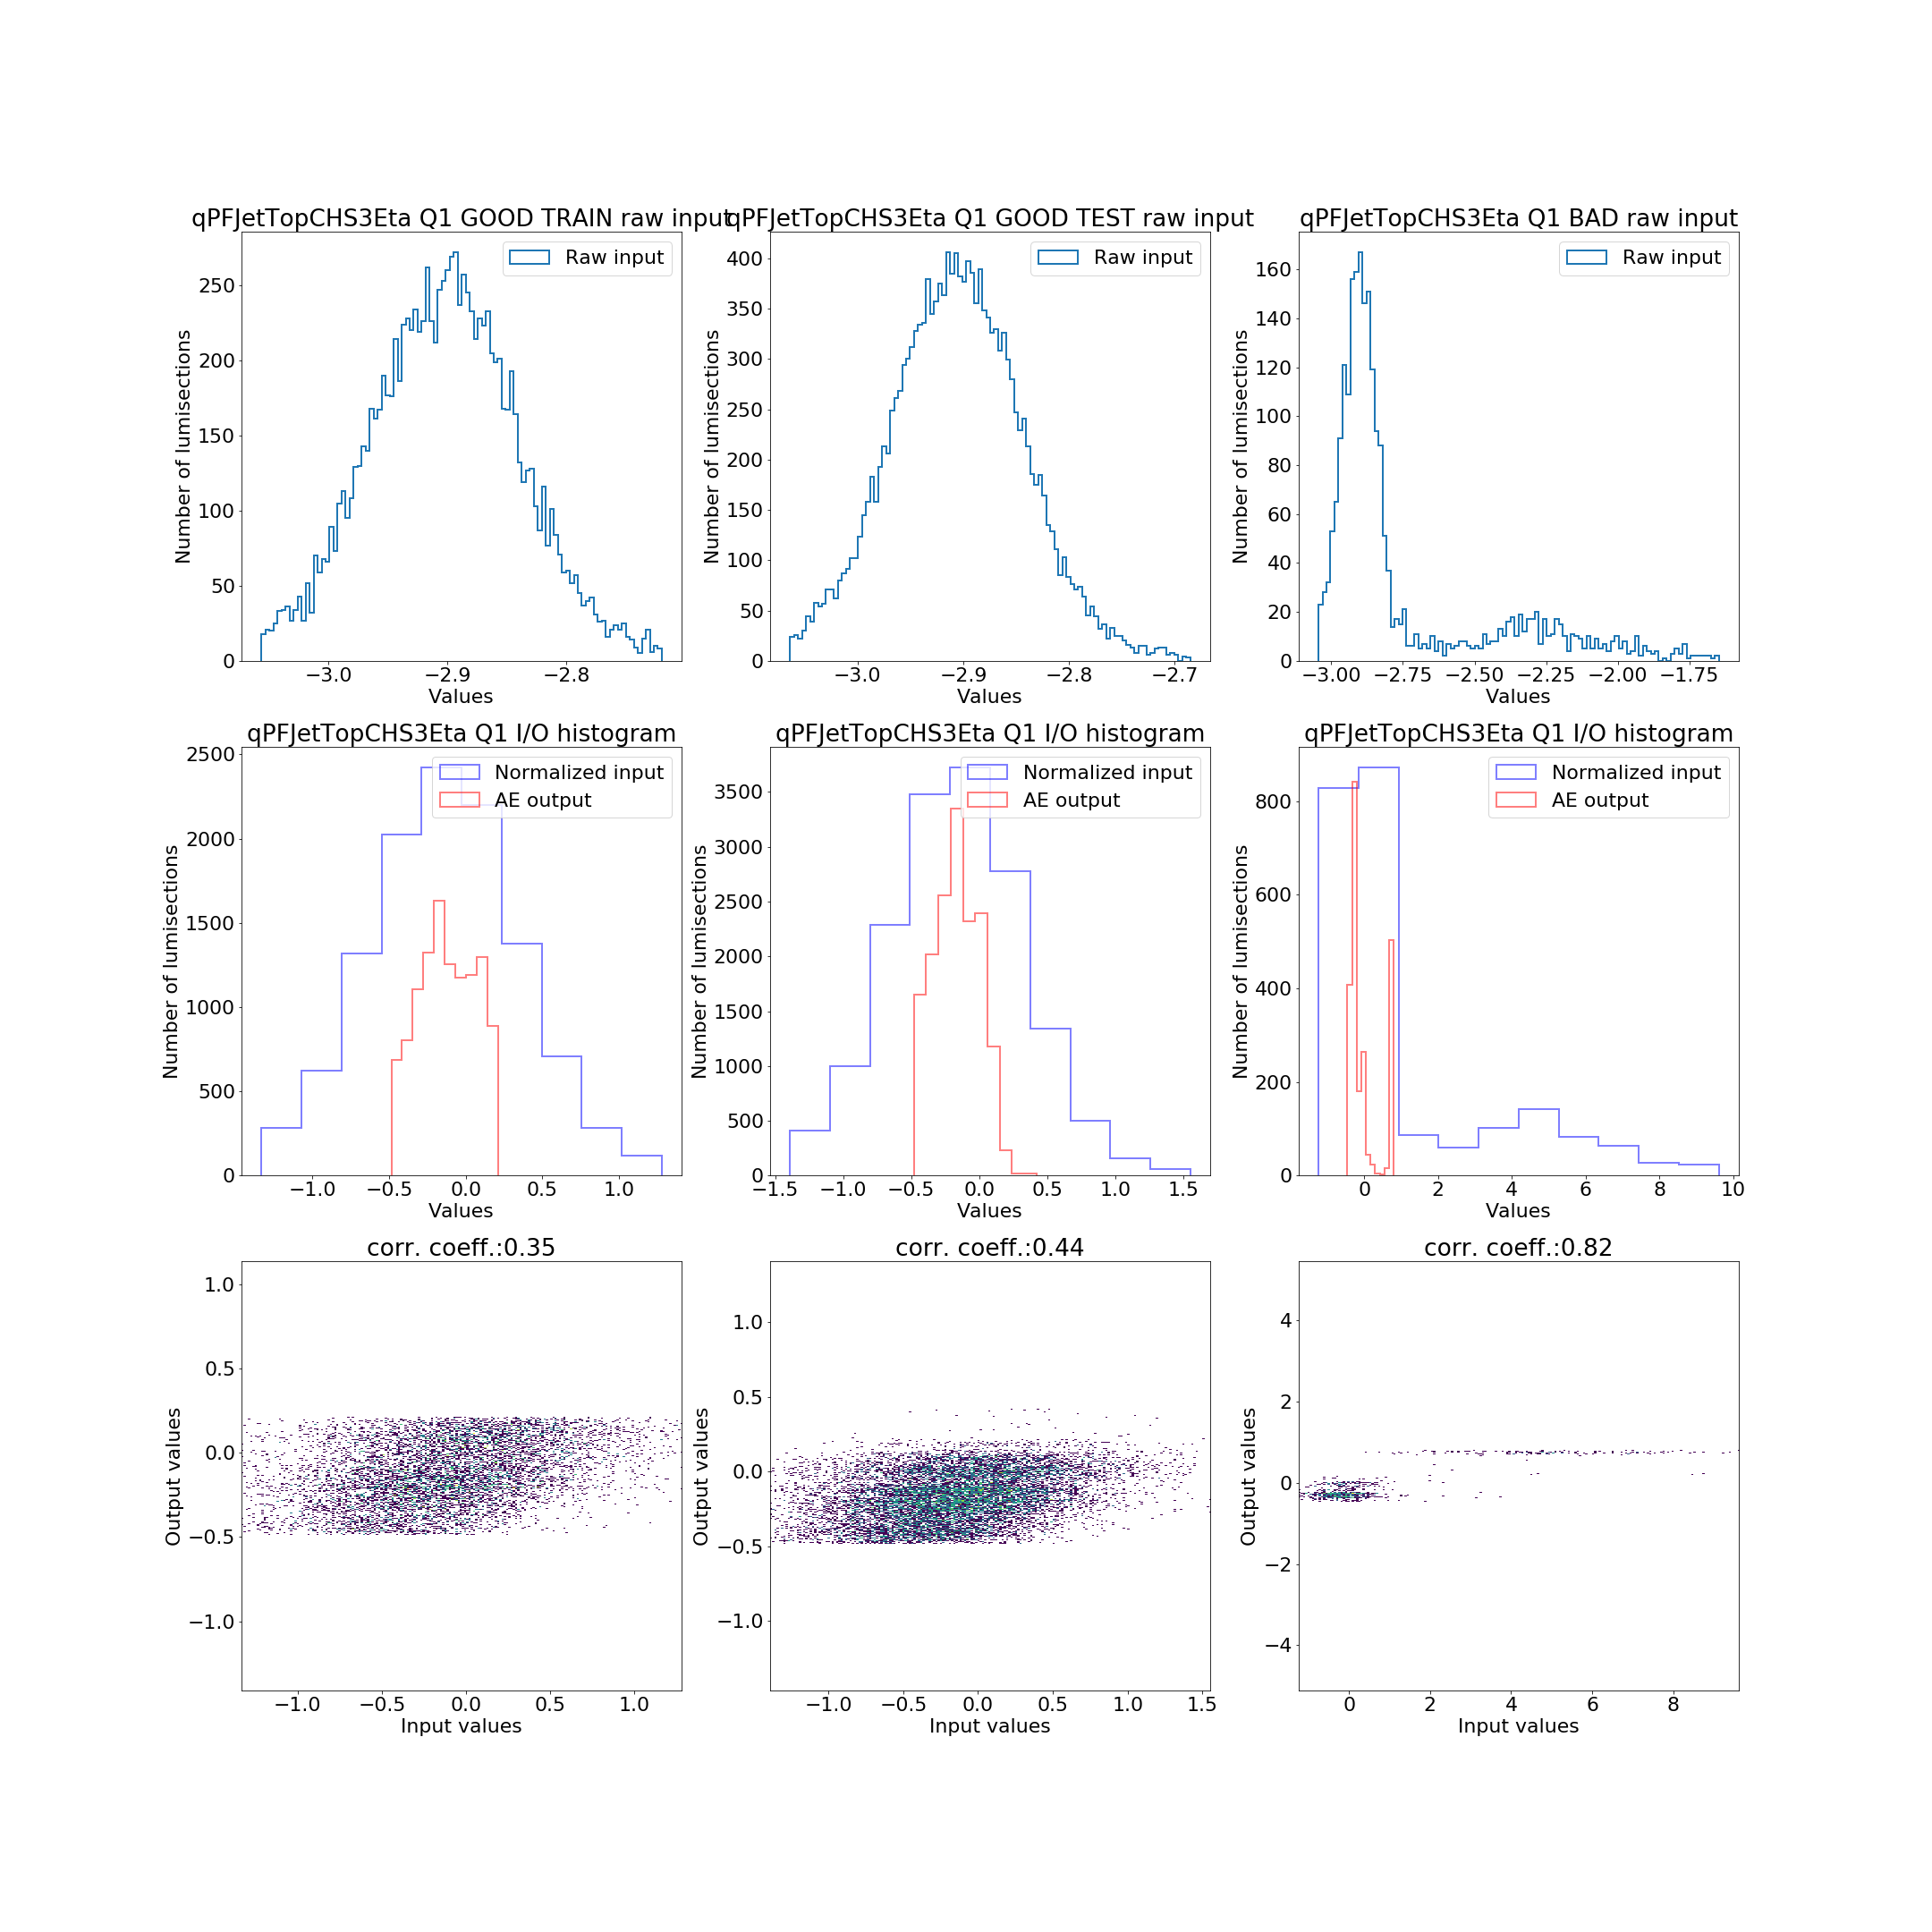 qPFJetTopCHS3Eta Q1 GOOD TRAIN raw input
qPFJetTopCHS3Eta Q1 GOOD TEST raw input
qPFJetTopCHS3Eta Q1 BAD raw input
Raw input
250
200
150
100
50
0
Number of lumisections
−3.0 −2.9 −2.8
Values
Raw input
400
350
300
250
200
150
100
50
0
Number of lumisections
−3.0 −2.9 −2.8 −2.7
Values
Raw input
160
140
120
100
80
60
40
20
0
Number of lumisections
−3.00 −2.75 −2.50 −2.25 −2.00 −1.75
Values
qPFJetTopCHS3Eta Q1 I/O histogram
Normalized input
AE output
2500
2000
1500
1000
500
0
Number of lumisections
−1.0 −0.5 0.0 0.5 1.0
Values
qPFJetTopCHS3Eta Q1 I/O histogram
Normalized input
AE output
3500
3000
2500
2000
1500
1000
500
0
Number of lumisections
−1.5 −1.0 −0.5 0.0 0.5 1.0 1.5
Values
qPFJetTopCHS3Eta Q1 I/O histogram
Normalized input
AE output
800
600
400
200
0
Number of lumisections
0 2 4 6 8 10
Values
corr. coeff.:0.35
1.0
0.5
0.0
−0.5
−1.0
Output values
−1.0 −0.5 0.0 0.5 1.0
Input values
corr. coeff.:0.44
1.0
0.5
0.0
−0.5
−1.0
Output values
−1.0 −0.5 0.0 0.5 1.0 1.5
Input values
corr. coeff.:0.82
4
2
0
−2
−4
Output values
0 2 4 6 8
Input values